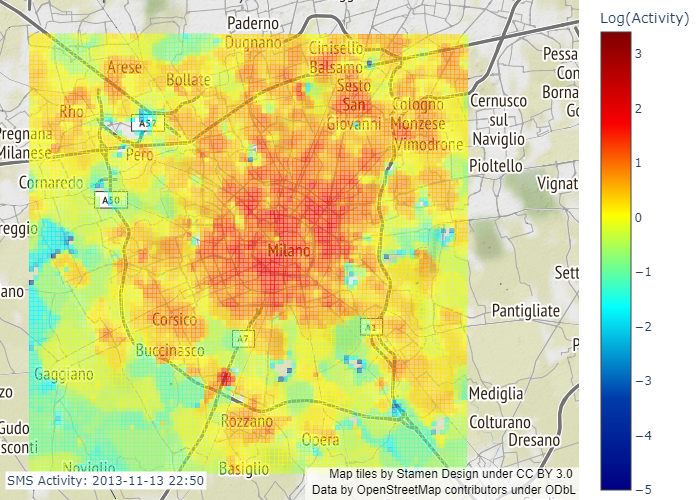 Paderno
Dugnano
Cinisello
Balsamo
Arese
Bollate
Sesto
San
Giovanni
Rho
Cologno
Monzese
Vimodrone
Cernusco
sul
Naviglio
Pessa
Con
Borna
Go
A52
Pregnana
Milanese
Pero
Pioltello
Cornaredo
A50
Vignat
reggio
Milano
Sett
ano
Corsico
A7
A1
Pantigliate
Buccinasco
P
Gaggiano
zo
Mediglia
Rozzano
Colturano
Dresano
Gudo
sconti
Opera
Noviglio
Basiglio
SMS Activity: 2013-11-13 22:50
Map tiles by Stamen Design under CC BY 3.0
Data by OpenStreetMap contributors under ODbL
Log(Activity)
3
2
1
0
−1
−2
−3
−4
−5